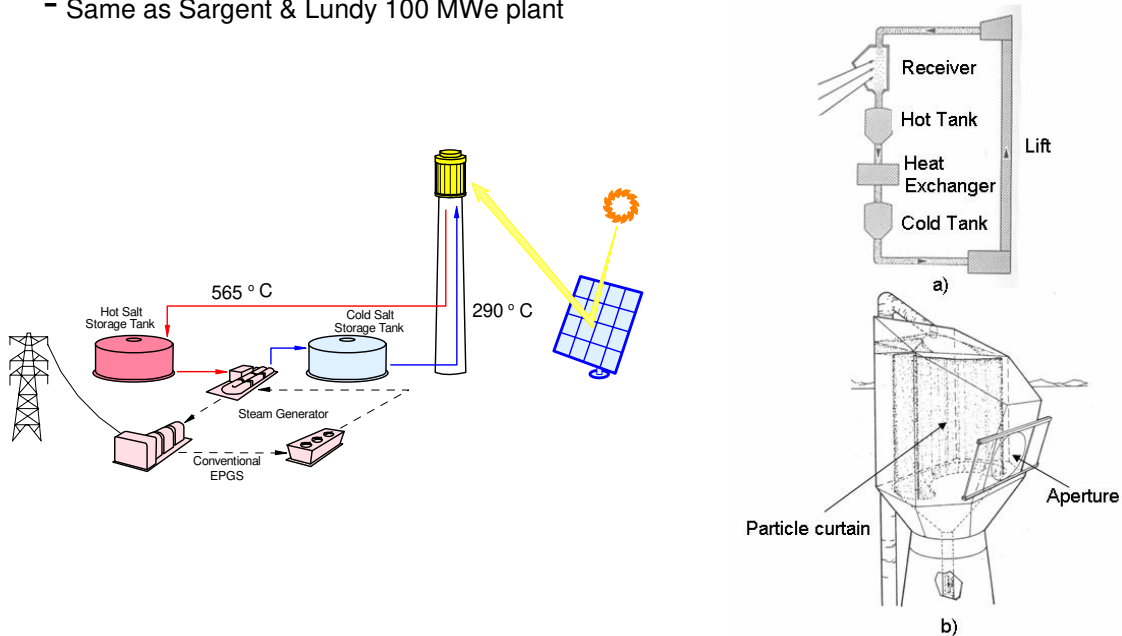 - Same as Sargent & Lundy 100 MWe plant
565 ° C
290 ° C
Hot Salt
Storage Tank
Cold Salt
Storage Tank
Steam Generator
Conventional
EPGS
Receiver
Hot Tank
Lift
Heat
Exchanger
Cold Tank
a)
Particle curtain
Aperture
b)